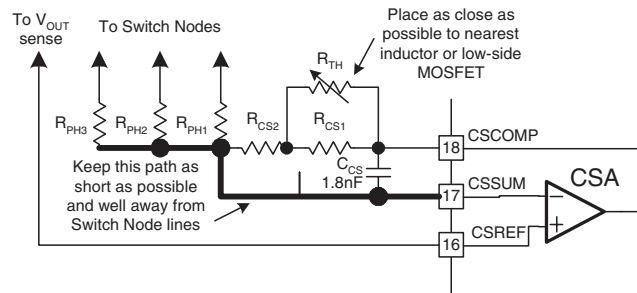 To V_OUT
sense
To Switch Nodes
Place as close as
possible to nearest
inductor or low-side
MOSFET
R_TH
R_PH3
R_PH2
R_PH1
R_CS2
R_CS1
18
CSCOMP
Keep this path as
short as possible
and well away from
Switch Node lines
C_CS
1.8nF
17
CSSUM
CSA
−
+
16
CSREF